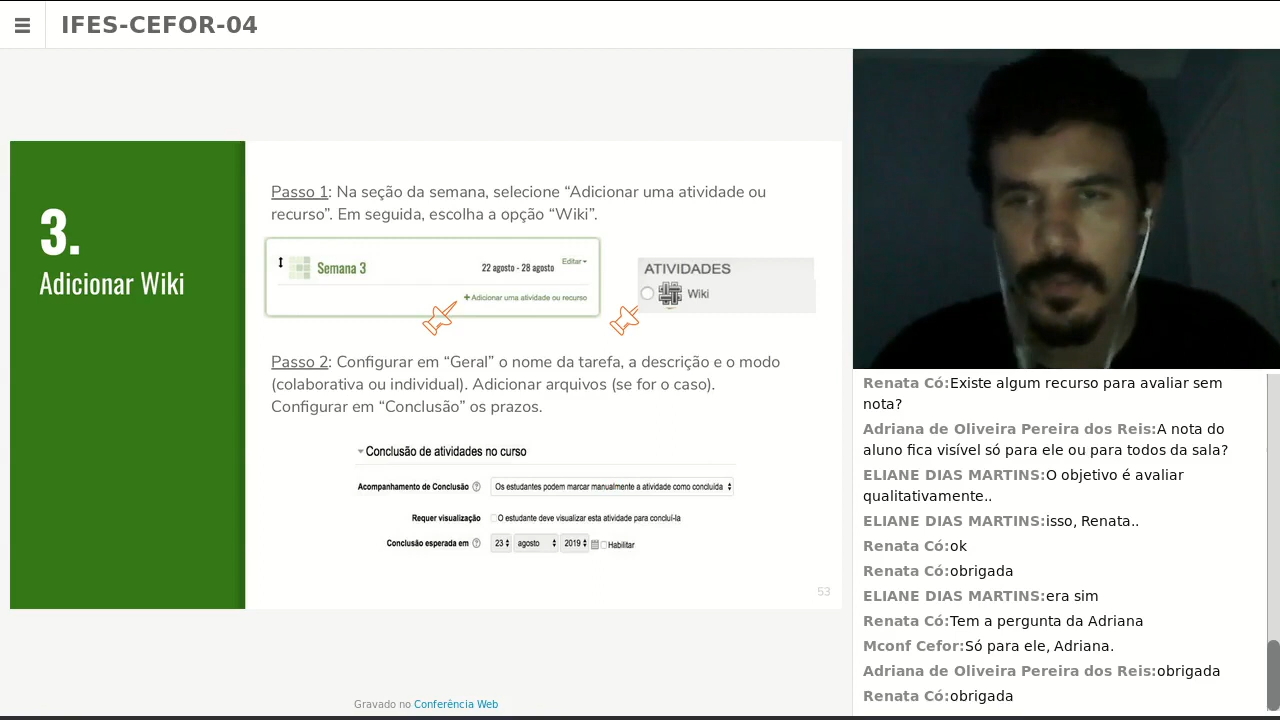 IFES-CEFOR-04
3.
Adicionar Wiki
Passo 1: Na seção da semana, selecione “Adicionar uma atividade ou
recurso”. Em seguida, escolha a opção “Wiki”.
Semana 3
22 agosto - 28 agosto
Editar
+Adicionar uma atividade ou recurso
ATIVIDADES
Wiki
Passo 2: Configurar em “Geral” o nome da tarefa, a descrição e o modo
(colaborativa ou individual). Adicionar arquivos (se for o caso).
Configurar em “Conclusão” os prazos.
Conclusão de atividades no curso
Acompanhamento de Conclusão ? Os estudantes podem marcar manualmente a atividade como concluída
Requer visualização O estudante deve visualizar esta atividade para concluí-la
Conclusão esperada em ? 23 agosto 2019 Habilitar
53
Gravado no Conferência Web
Renata Có:Existe algum recurso para avaliar sem
nota?
Adriana de Oliveira Pereira dos Reis:A nota do
aluno fica visível só para ele ou para todos da sala?
ELIANE DIAS MARTINS:O objetivo é avaliar
qualitativamente..
ELIANE DIAS MARTINS:isso, Renata..
Renata Có:ok
Renata Có:obrigada
ELIANE DIAS MARTINS:era sim
Renata Có:Tem a pergunta da Adriana
Mconf Cefor:Só para ele, Adriana.
Adriana de Oliveira Pereira dos Reis:obrigada
Renata Có:obrigada